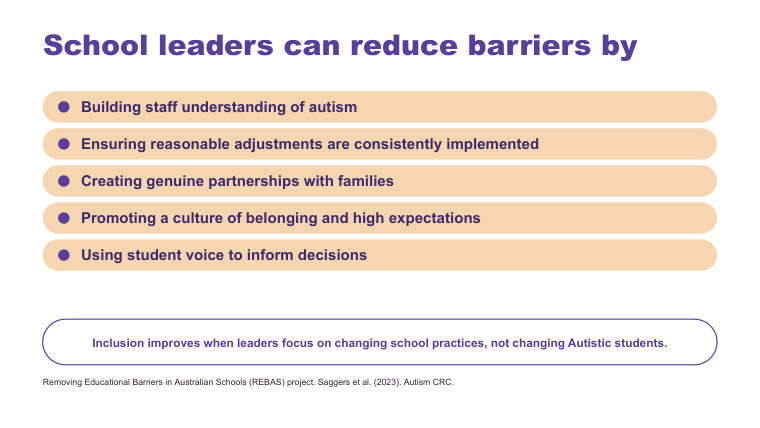 School leaders can reduce barriers by
Building staff understanding of autism
Ensuring reasonable adjustments are consistently implemented
Creating genuine partnerships with families
Promoting a culture of belonging and high expectations
Using student voice to inform decisions
Inclusion improves when leaders focus on changing school practices, not changing Autistic students.
Removing Educational Barriers in Australian Schools (REBAS) project. Saggers et al. (2023). Autism CRC.